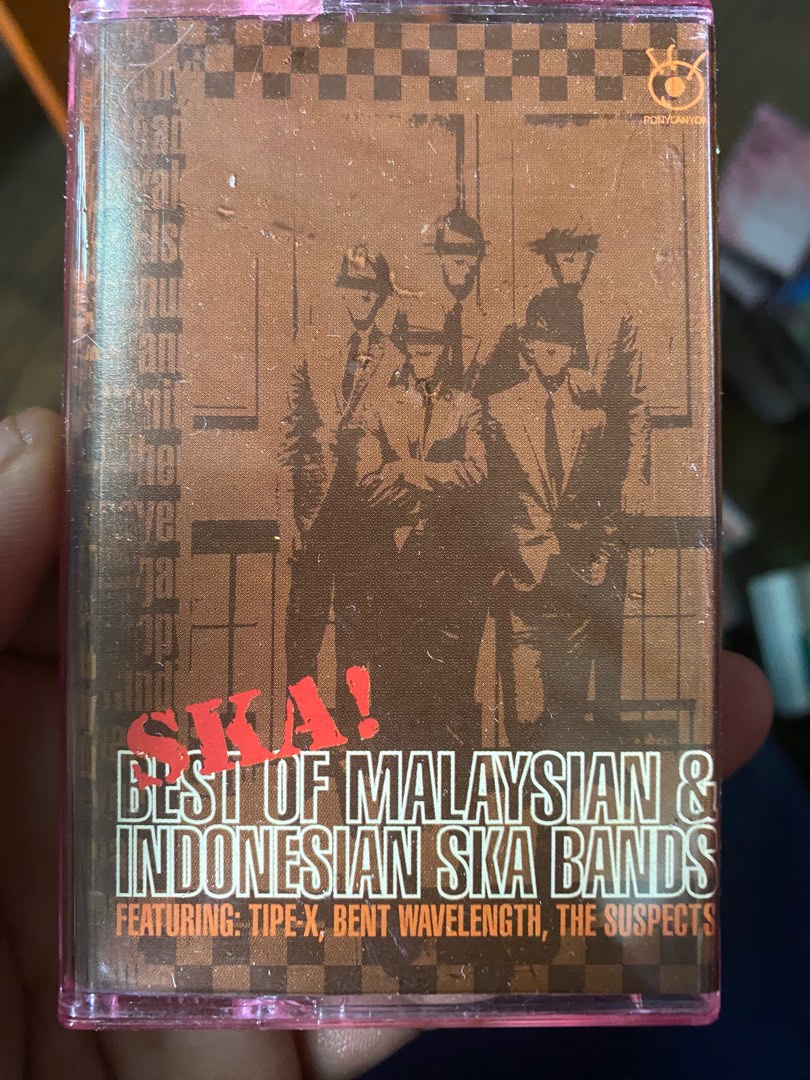 PONYCANYON
SKA!
BEST OF MALAYSIAN &
INDONESIAN SKA BANDS
FEATURING: TIPE-X, BENT WAVELENGTH, THE SUSPECTS